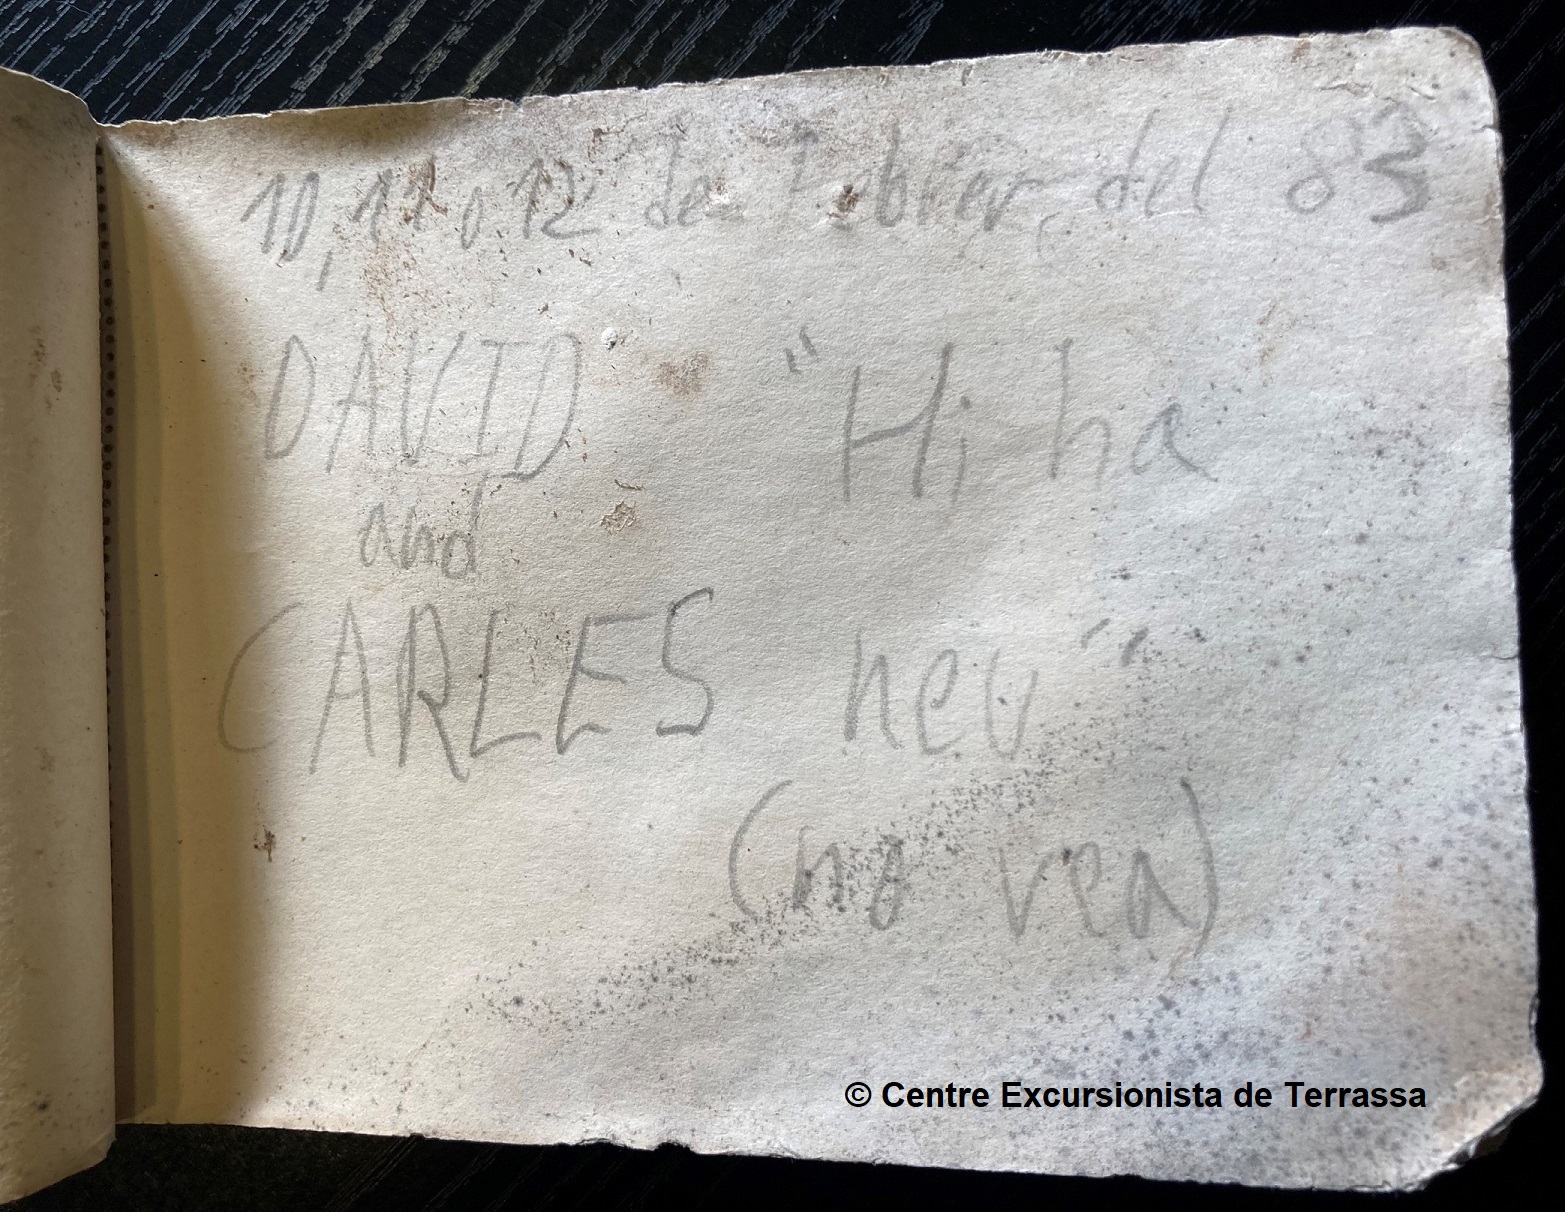 10, 11 o 12 de Febrer del 83
DAVID
and
CARLES
"Hi ha
neu"
(no vea)
© Centre Excursionista de Terrassa